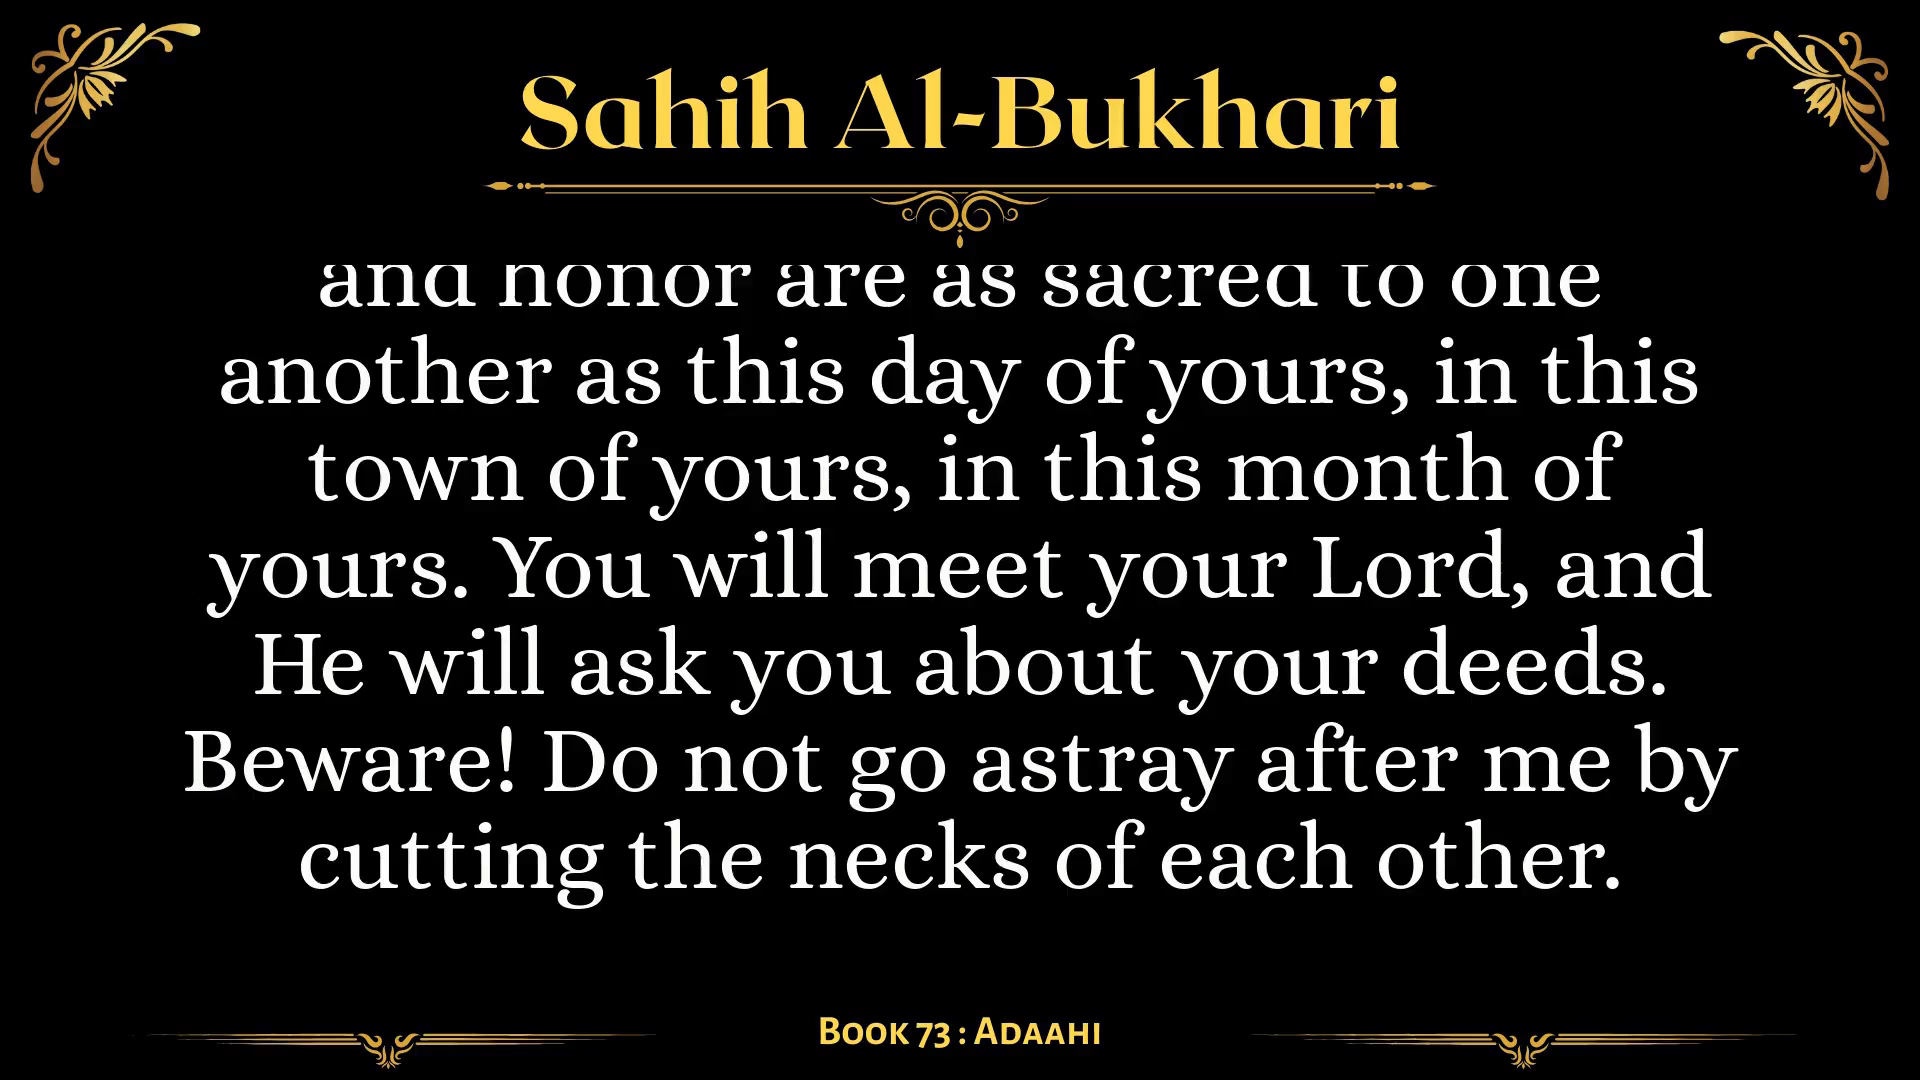 Sahih Al-Bukhari
and honor are as sacred to one
another as this day of yours, in this
town of yours, in this month of
yours. You will meet your Lord, and
He will ask you about your deeds.
Beware! Do not go astray after me by
cutting the necks of each other.
Book 73 : Adaahi